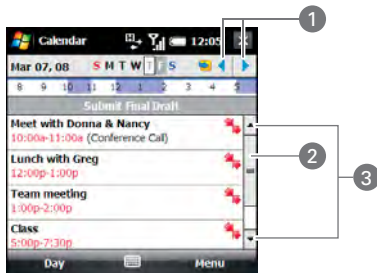 1
Calendar 12:05
Mar 07, 08 S M T W T F S
8 9 10 11 12 1 2 3 4 5
Submit Final Draft
Meet with Donna & Nancy
10:00a-11:00a (Conference Call)
Lunch with Greg
12:00p-1:00p
2
3
Team meeting
1:00p-2:00p
Class
5:00p-7:30p
Day Menu